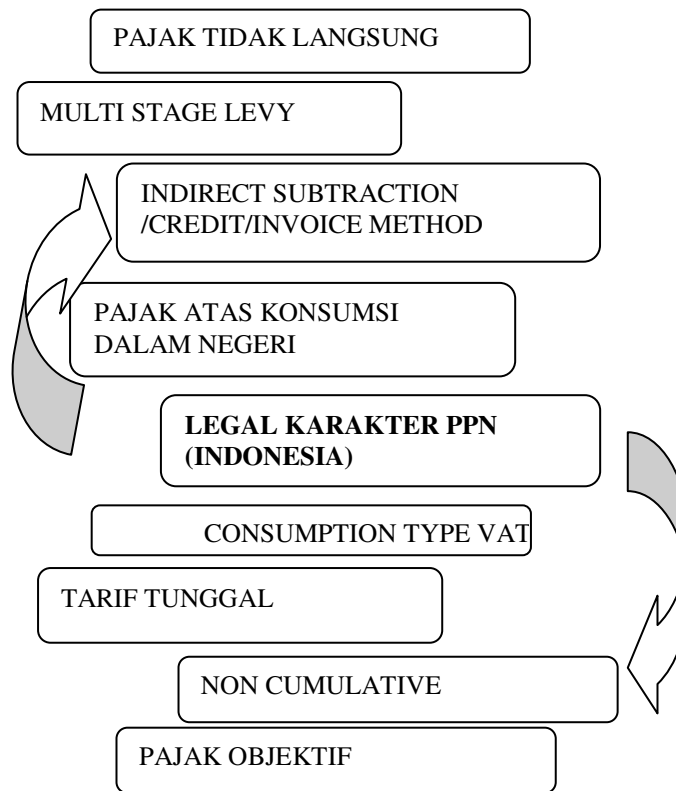 PAJAK TIDAK LANGSUNG
MULTI STAGE LEVY
INDIRECT SUBTRACTION
/CREDIT/INVOICE METHOD
PAJAK ATAS KONSUMSI
DALAM NEGERI
LEGAL KARAKTER PPN
(INDONESIA)
CONSUMPTION TYPE VAT
TARIF TUNGGAL
NON CUMULATIVE
PAJAK OBJEKTIF